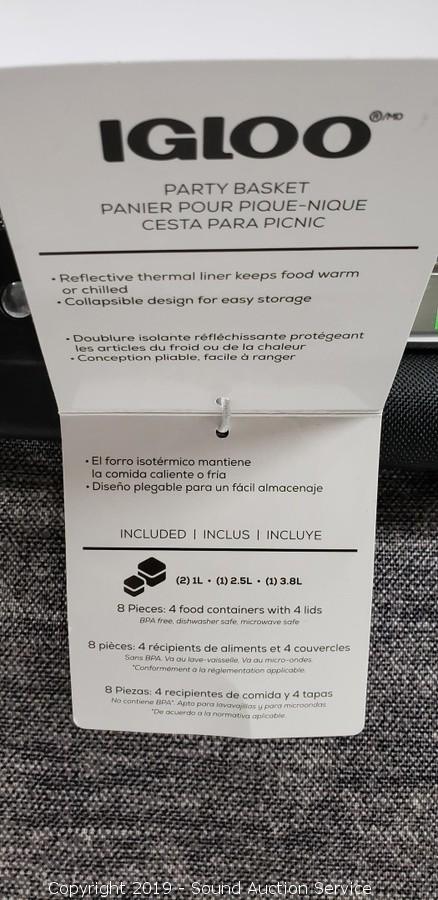 IGLOO®/MD
PARTY BASKET
PANIER POUR PIQUE-NIQUE
CESTA PARA PICNIC
• Reflective thermal liner keeps food warm
or chilled
• Collapsible design for easy storage
• Doublure isolante réfléchissante protégeant
les articles du froid ou de la chaleur
• Conception pliable, facile à ranger
• El forro isotérmico mantiene
la comida caliente o fria
• Diseño plegable para un fácil almacenaje
INCLUDED | INCLUS | INCLUYE
(2) 1L • (1) 2.5L • (1) 3.8L
8 Pieces: 4 food containers with 4 lids
BPA free, dishwasher safe, microwave safe
8 pièces: 4 récipients de aliments et 4 couvercles
Sans BPA. Va au lave-vaisselle. Va au micro-ondes.
*Conformément à la réglementation applicable.
8 Piezas: 4 recipientes de comida y 4 tapas
No contiene BPA*. Apto para lavavajillas y para microondas
*De acuerdo a la normativa aplicable.
Copyright 2019 - Sound Auction Service